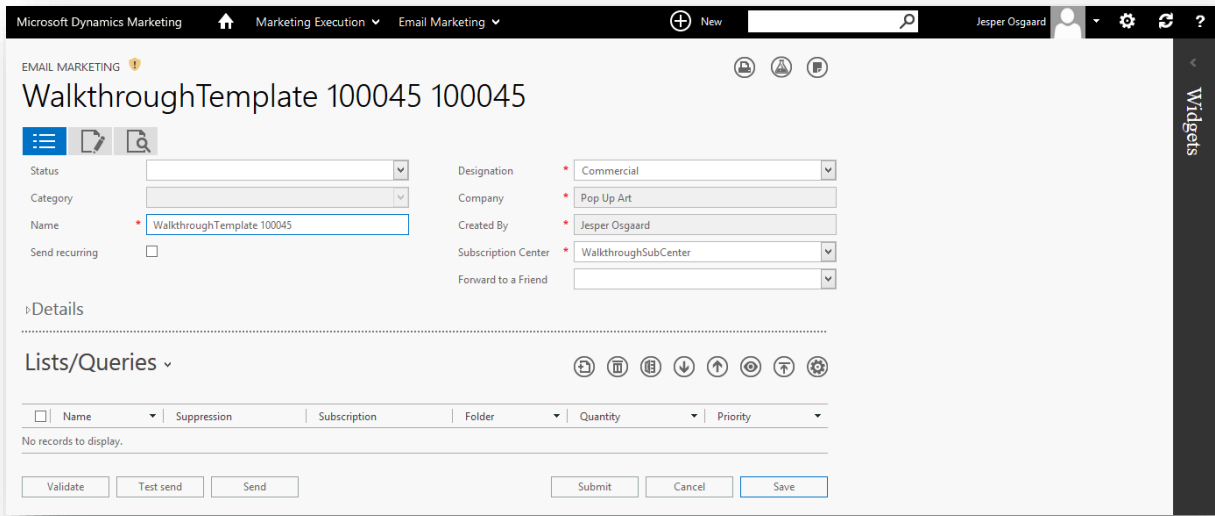 Microsoft Dynamics Marketing Marketing Execution Email Marketing New Jesper Osgaard ?
EMAIL MARKETING !
WalkthroughTemplate 100045 100045
Widgets
Status Designation * Commercial
Category Company * Pop Up Art
Name * WalkthroughTemplate 100045 Created By * Jesper Osgaard
Send recurring Subscription Center * WalkthroughSubCenter
Forward to a Friend
Details
Lists/Queries
Name Suppression Subscription Folder Quantity Priority
No records to display.
Validate Test send Send Submit Cancel Save